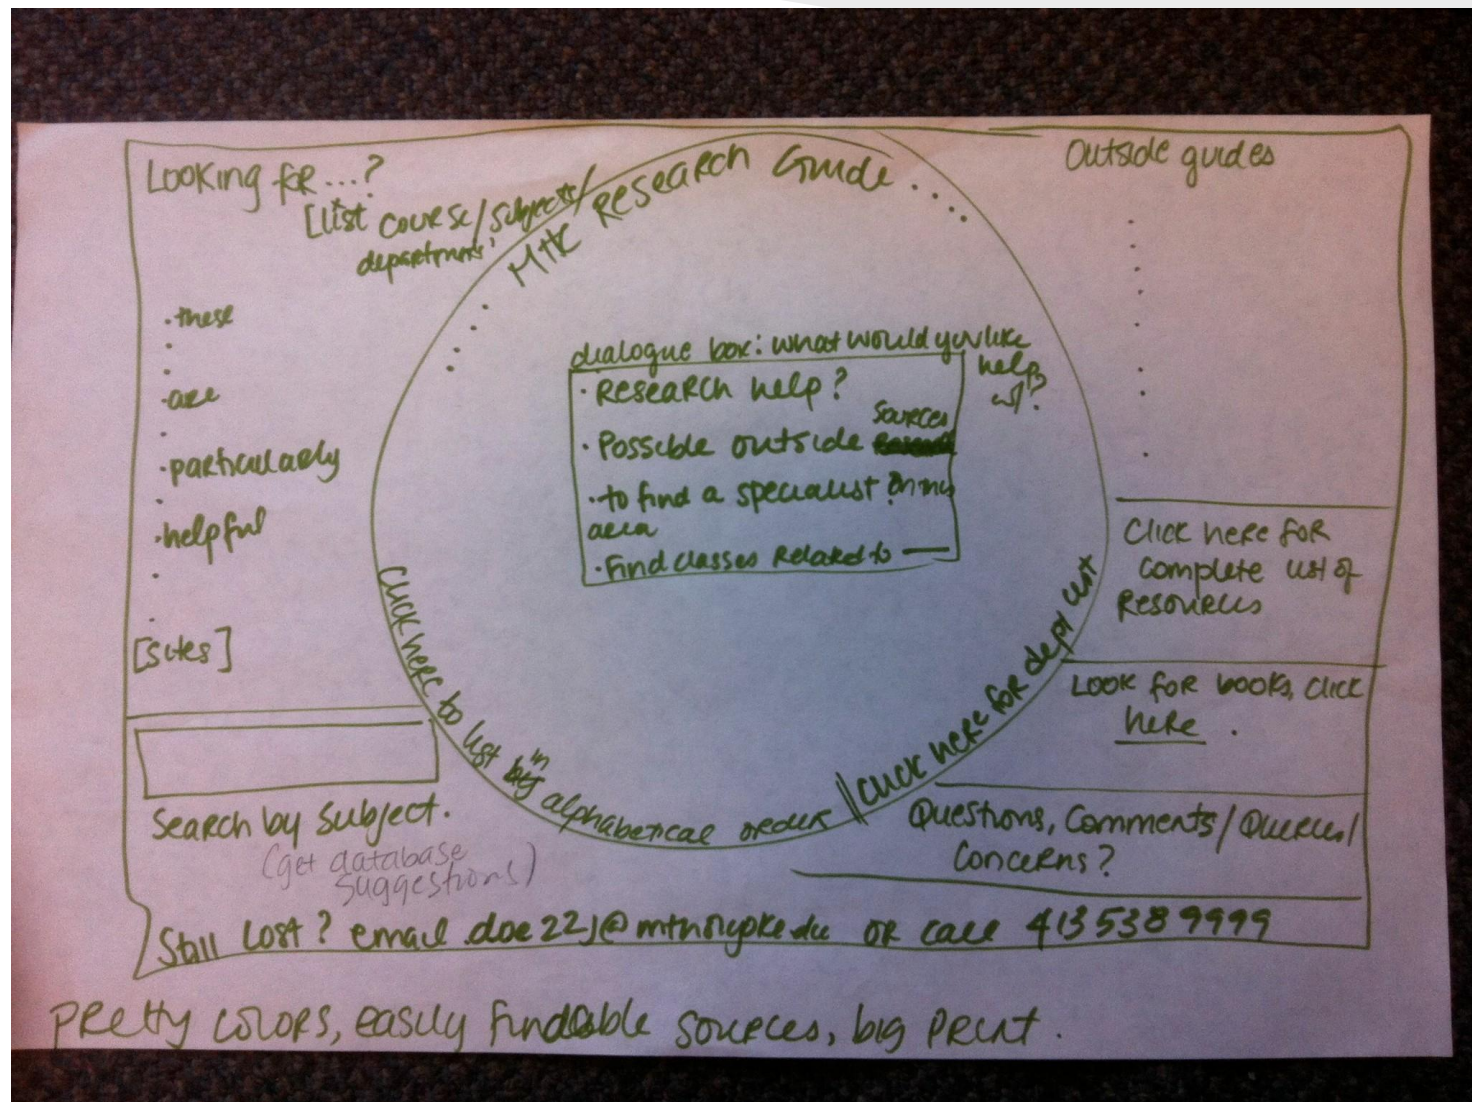 Looking for...?
[list course/subjects/
departments
. these
. are
. particularly
. helpful
[sites]
Search by Subject.
(get database
suggestions)
... MHC Research Guide ....
dialogue box: what would you like
help
w/?
. Research help?
. Possible outside sources
. to find a specialist in my
area
. Find classes related to —
Click here to list in alphabetical order
Click here for dept list
Outside guides
Click here for
complete list of
Resources
Look for books, click
here.
Questions, Comments/Queries/
Concerns?
Still Lost? email doe22j@mtholyoke.edu or call 413 538 9999
pretty colors, easily findable sources, big print.